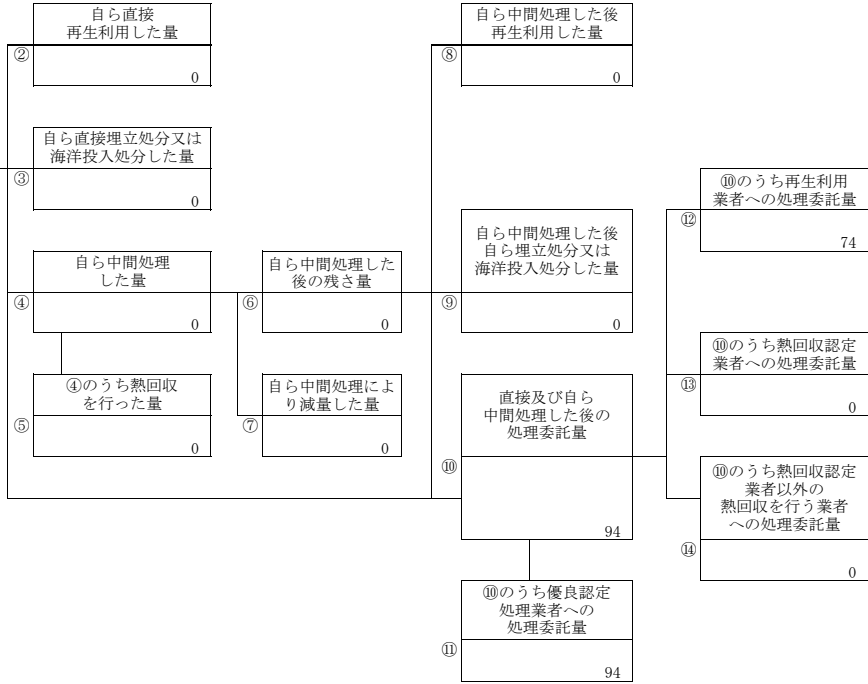 自ら直接
再生利用した量
②
0
自ら直接埋立処分又は
海洋投入処分した量
③
0
自ら中間処理
した量
④
0
④のうち熱回収
を行った量
⑤
0
自ら中間処理した
後の残さ量
⑥
0
自ら中間処理によ
り減量した量
⑦
0
自ら中間処理した後
再生利用した量
⑧
0
自ら中間処理した後
自ら埋立処分又は
海洋投入処分した量
⑨
0
直接及び自ら
中間処理した後の
処理委託量
⑩
94
⑩のうち優良認定
処理業者への
処理委託量
⑪
94
⑩のうち再生利用
業者への処理委託量
⑫
74
⑩のうち熱回収認定
業者への処理委託量
⑬
0
⑩のうち熱回収認定
業者以外の
熱回収を行う業者
への処理委託量
⑭
0